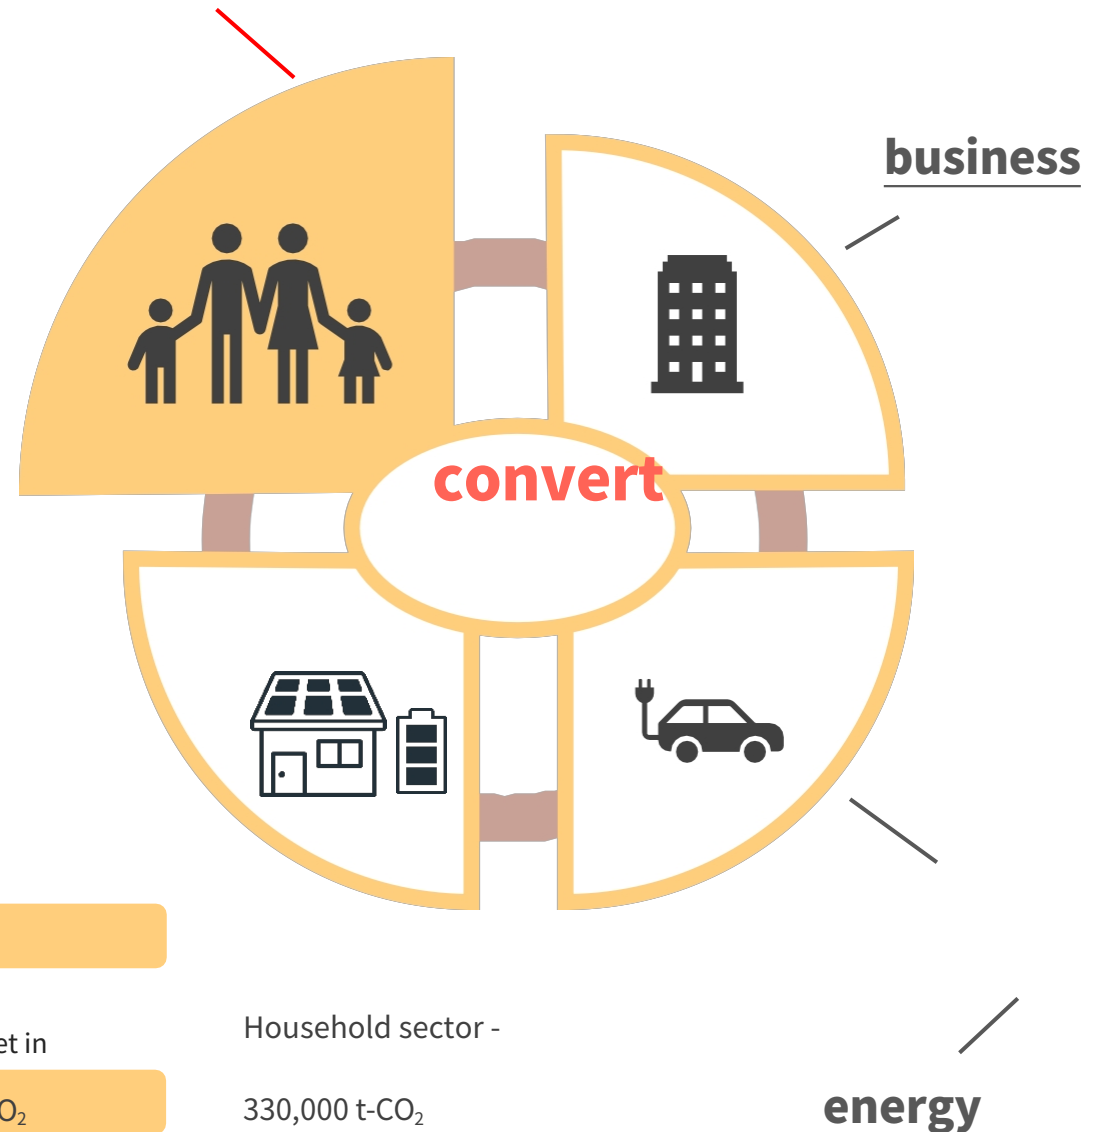 business
convert
Household sector -
et in
330,000 t-CO₂
O₂
energy